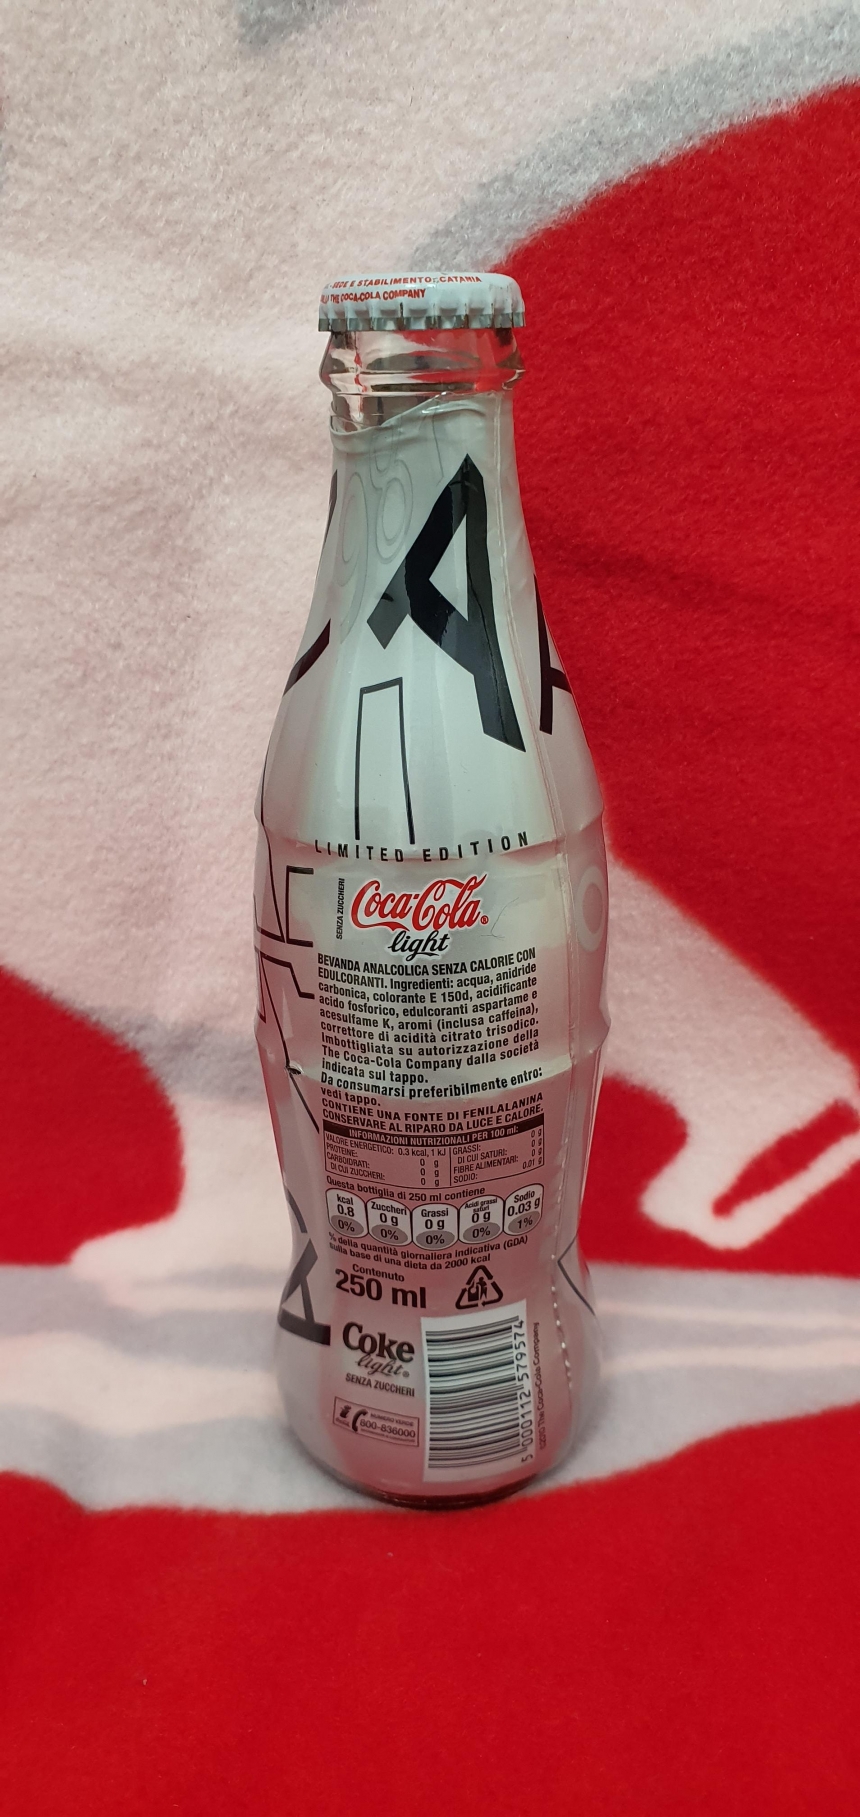 -SEDE E STABILIMENTO: CATANIA
THE COCA-COLA COMPANY
A
LIMITED EDITION
SENZA ZUCCHERI
Coca-Cola®
light
BEVANDA ANALCOLICA SENZA CALORIE CON
EDULCORANTI. Ingredienti: acqua, anidride
carbonica, colorante E 150d, acidificante
acido fosforico, edulcoranti aspartame e
acesulfame K, aromi (inclusa caffeina),
correttore di acidità citrato trisodico.
Imbottigliata su autorizzazione della
The Coca-Cola Company dalla società
indicata sul tappo.
Da consumarsi preferibilmente entro:
vedi tappo.
CONTIENE UNA FONTE DI FENILALANINA
CONSERVARE AL RIPARO DA LUCE E CALORE.
INFORMAZIONI NUTRIZIONALI PER 100 ml:
VALORE ENERGETICO: 0.3 kcal, 1 kJ GRASSI: 0 g
PROTEINE: 0 g DI CUI SATURI: 0 g
CARBOIDRATI: 0 g FIBRE ALIMENTARI: 0 g
DI CUI ZUCCHERI: 0 g SODIO: 0.01 g
Questa bottiglia di 250 ml contiene
kcal Zuccheri Grassi Acidi grassi saturi Sodio
0.8 0 g 0 g 0 g 0.03 g
0% 0% 0% 0% 1%
% della quantità giornaliera indicativa (GDA)
sulla base di una dieta da 2000 kcal
Contenuto
250 ml
Coke
light®
SENZA ZUCCHERI
NUMERO VERDE
800-836000
5 000112 579574
©2010 The Coca-Cola Company